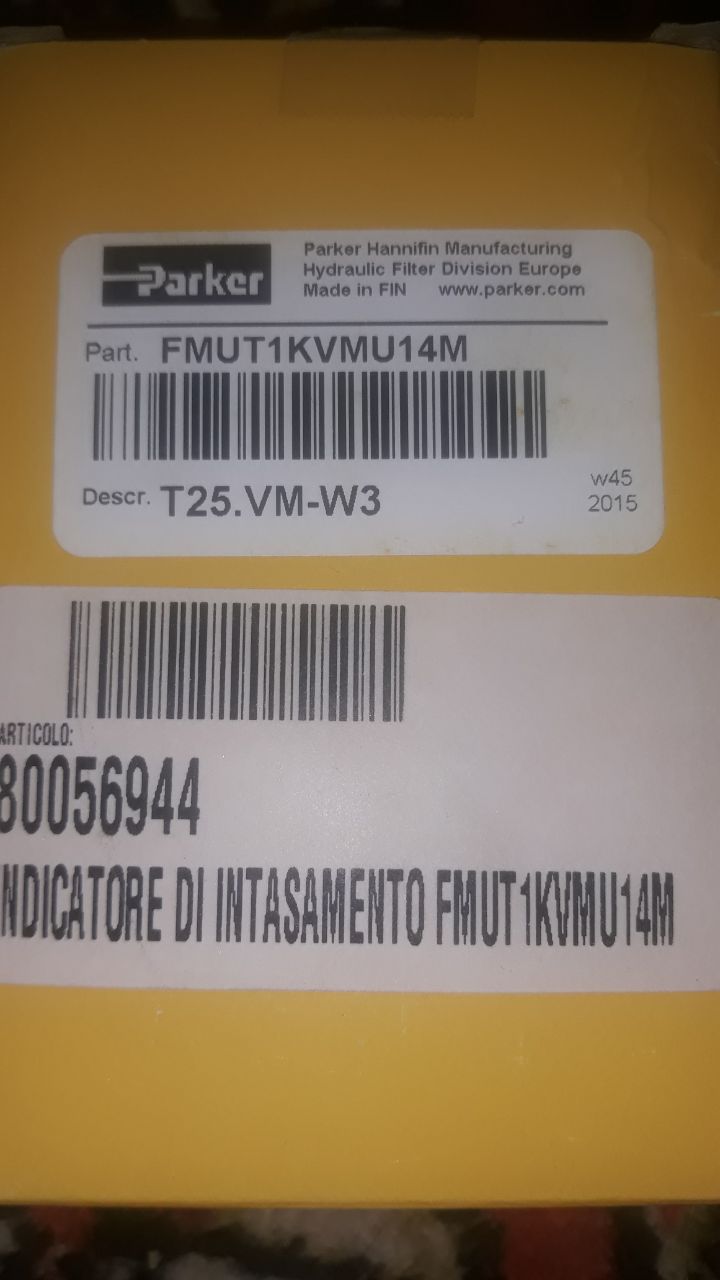 Parker
Parker Hannifin Manufacturing
Hydraulic Filter Division Europe
Made in FIN www.parker.com
Part. FMUT1KVMU14M
Descr. T25.VM-W3
w45
2015
ARTICOLO:
80056944
NDICATORE DI INTASAMENTO FMUT1KVMU14M